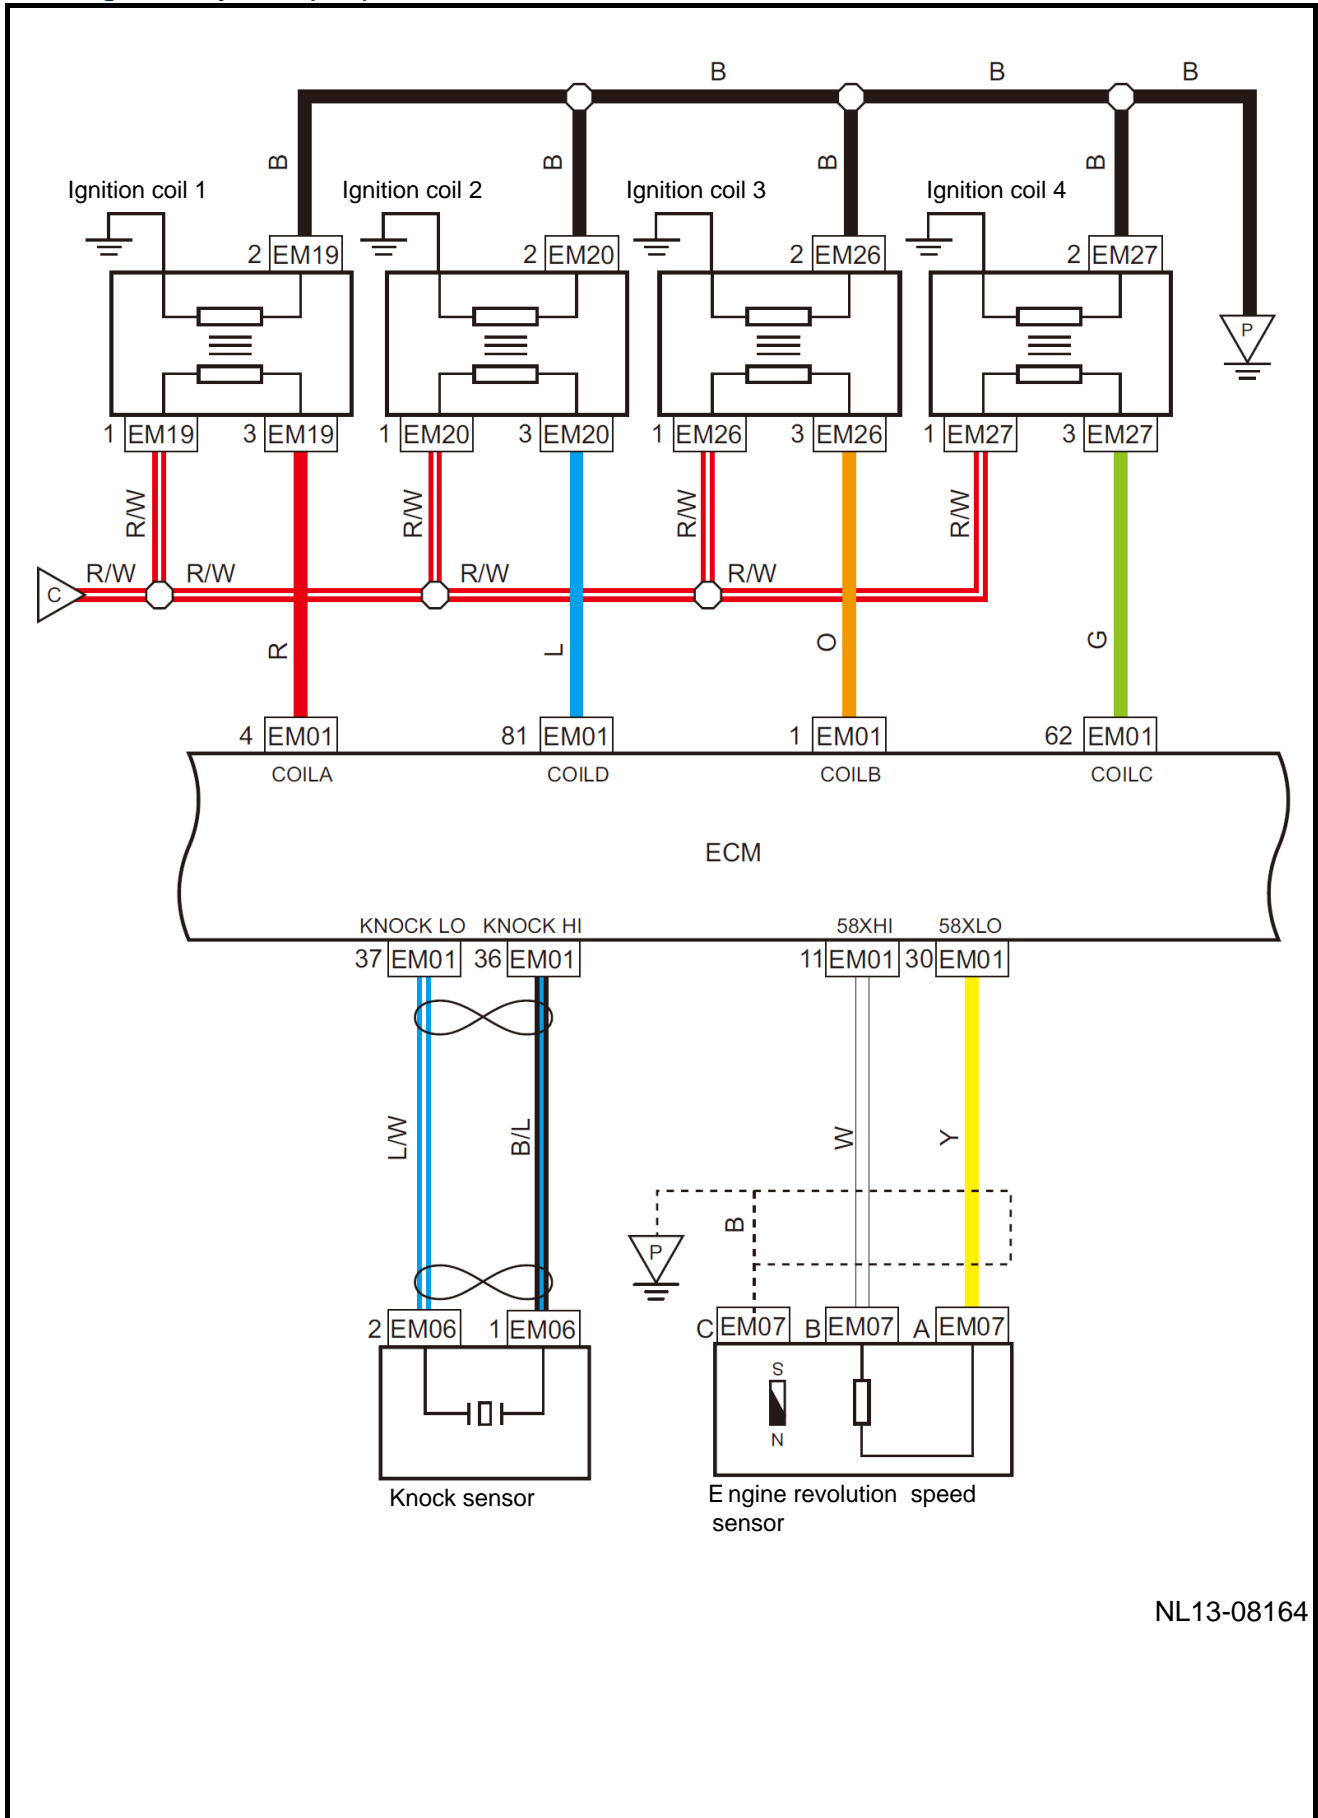 B B B
B B B B
Ignition coil 1 Ignition coil 2 Ignition coil 3 Ignition coil 4
2 EM19 2 EM20 2 EM26 2 EM27
P
1 EM19 3 EM19 1 EM20 3 EM20 1 EM26 3 EM26 1 EM27 3 EM27
R/W R/W R/W R/W
C R/W R/W R/W R/W
R L O G
4 EM01 81 EM01 1 EM01 62 EM01
COILA COILD COILB COILC
ECM
KNOCK LO KNOCK HI 58XHI 58XLO
37 EM01 36 EM01 11 EM01 30 EM01
L/W B/L W Y
B
P
2 EM06 1 EM06 C EM07 B EM07 A EM07
S
N
Knock sensor
Engine revolution speed
sensor
NL13-08164